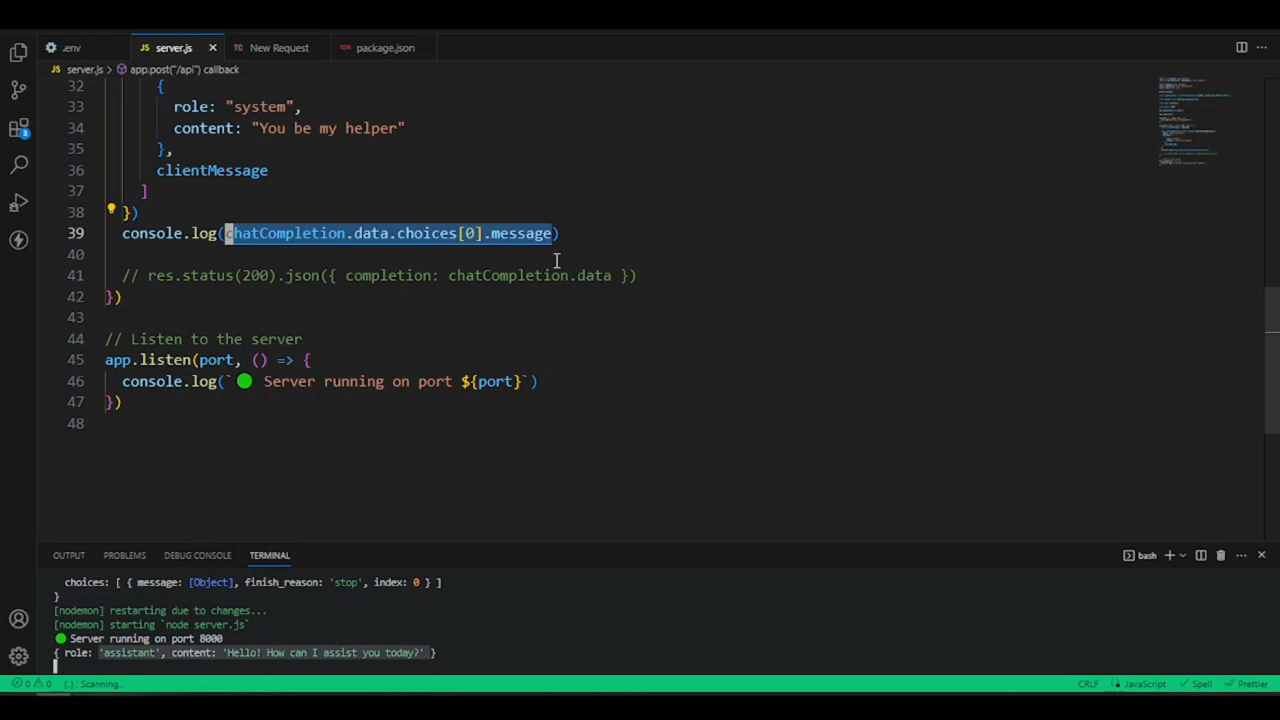 .env
JS server.js
New Request
package.json
JS server.js > app.post("/api") callback
32 {
33 role: "system",
34 content: "You be my helper"
35 },
36 clientMessage
37 ]
38 })
39 console.log(chatCompletion.data.choices[0].message)
40
41 // res.status(200).json({ completion: chatCompletion.data })
42 })
43
44 // Listen to the server
45 app.listen(port, () => {
46 console.log(`🟢 Server running on port ${port}`)
47 })
48
3
OUTPUT PROBLEMS DEBUG CONSOLE TERMINAL
bash
choices: [ { message: [Object], finish_reason: 'stop', index: 0 } ]
}
[nodemon] restarting due to changes...
[nodemon] starting `node server.js`
🟢 Server running on port 8000
{ role: 'assistant', content: 'Hello! How can I assist you today?' }
0 0 {..} : Scanning.. CRLF JavaScript Spell Prettier